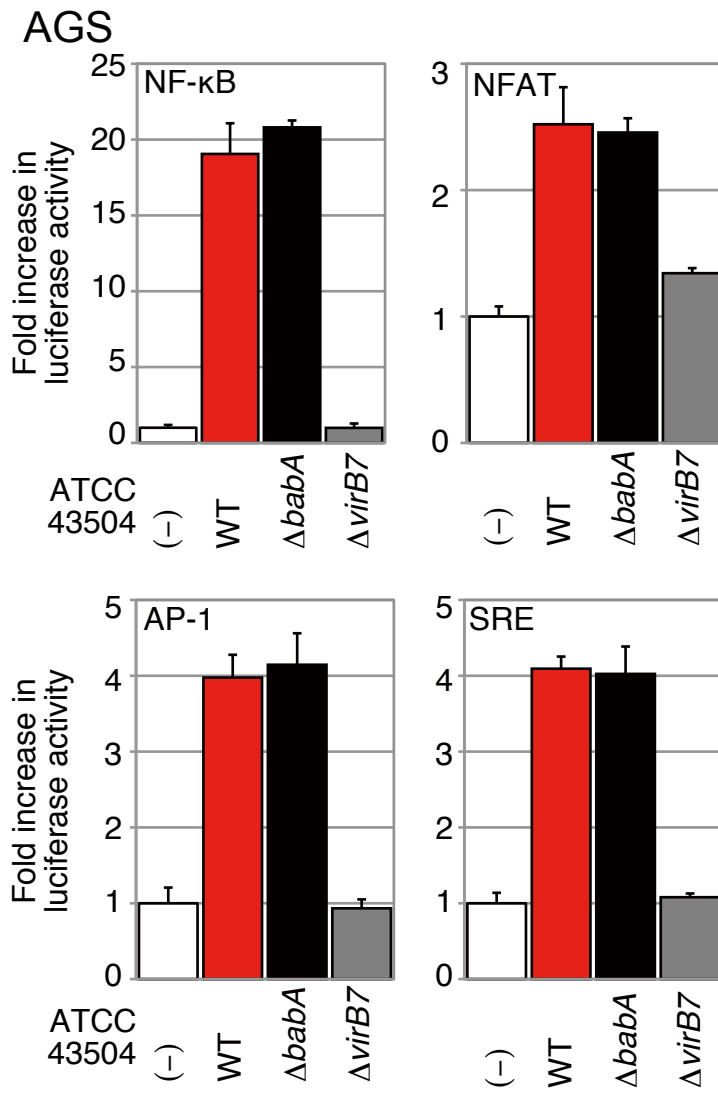 AGS
NF-κB
Fold increase in
luciferase activity
25
20
15
10
5
0
ATCC
43504
(−)
WT
ΔbabA
ΔvirB7
NFAT
3
2
1
0
(−)
WT
ΔbabA
ΔvirB7
AP-1
Fold increase in
luciferase activity
5
4
3
2
1
0
ATCC
43504
(−)
WT
ΔbabA
ΔvirB7
SRE
5
4
3
2
1
0
(−)
WT
ΔbabA
ΔvirB7